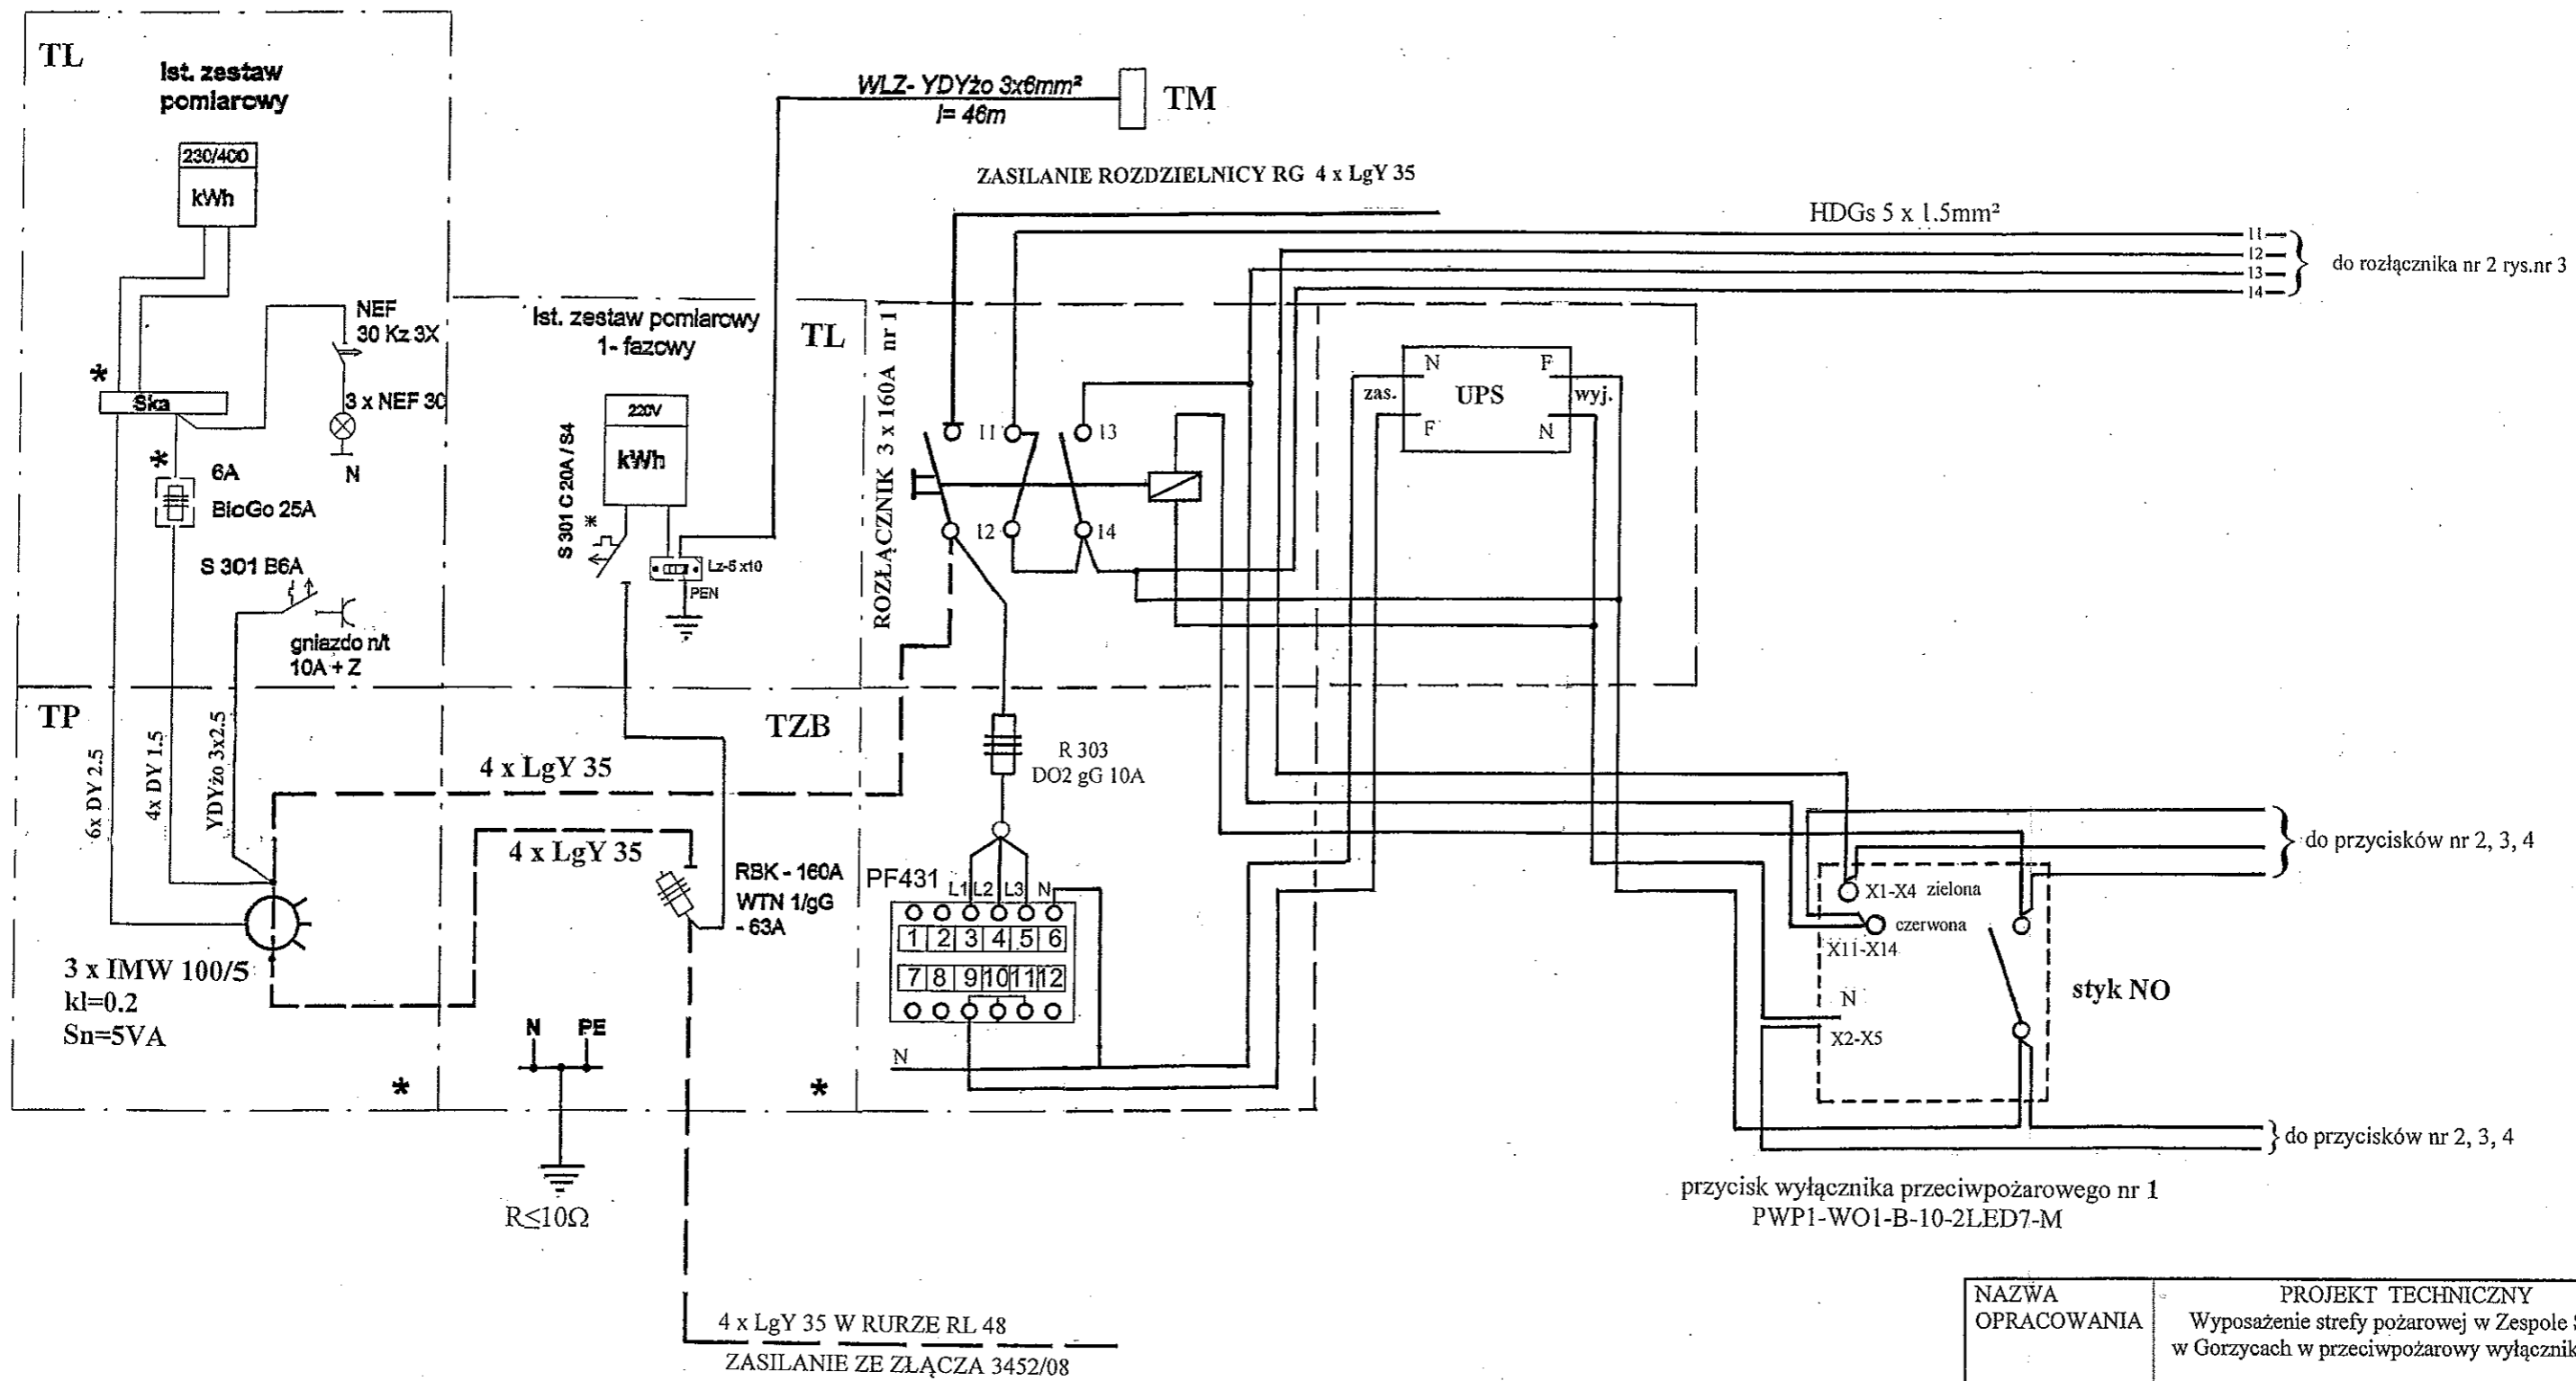 TL
Ist. zestaw
pomiarowy
230/400
kWh
NEF
30 Kz 3X
*
Ska
3 x NEF 30
N
*
6A
BioGo 25A
S 301 B6A
gniazdo n/t
10A + Z
TP
6x DY 2.5
4x DY 1.5
YDYżo 3x2.5
3 x IMW 100/5
kl=0.2
Sn=5VA
*
WLZ- YDYżo 3x6mm²
l= 46m
TM
Ist. zestaw pomiarowy
1- fazowy
TL
220V
kWh
S 301 C 20A / S4
*
Lz-5 x10
PEN
TZB
4 x LgY 35
4 x LgY 35
RBK - 160A
WTN 1/gG
- 63A
N PE
*
R≤10Ω
4 x LgY 35 W RURZE RL 48
ZASILANIE ZE ZŁĄCZA 3452/08
ZASILANIE ROZDZIELNICY RG 4 x LgY 35
HDGs 5 x 1.5mm²
11
12
13
14
do rozłącznika nr 2 rys.nr 3
ROZŁĄCZNIK 3 x 160A nr 1
11
13
12
14
N F
zas. UPS wyj.
F N
R 303
DO2 gG 10A
PF431
L1 L2 L3 N
1 2 3 4 5 6
7 8 9 10 11 12
N
do przycisków nr 2, 3, 4
X1-X4 zielona
czerwona
X11-X14
N
X2-X5
styk NO
do przycisków nr 2, 3, 4
przycisk wyłącznika przeciwpożarowego nr 1
PWP1-WO1-B-10-2LED7-M
NAZWA
OPRACOWANIA
PROJEKT TECHNICZNY
Wyposażenie strefy pożarowej w Zespole
w Gorzycach w przeciwpożarowy wyłącznik